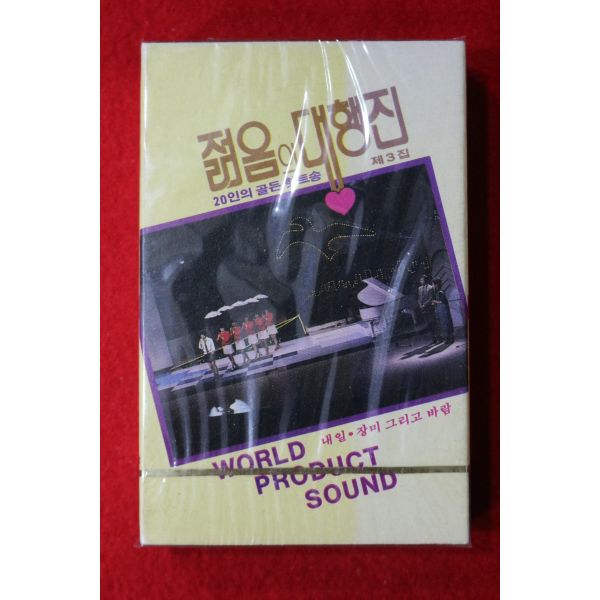 젊음의 대행진
제3집
20인의 골든히트송
내일•장미 그리고 바람
WORLD
PRODUCT
SOUND